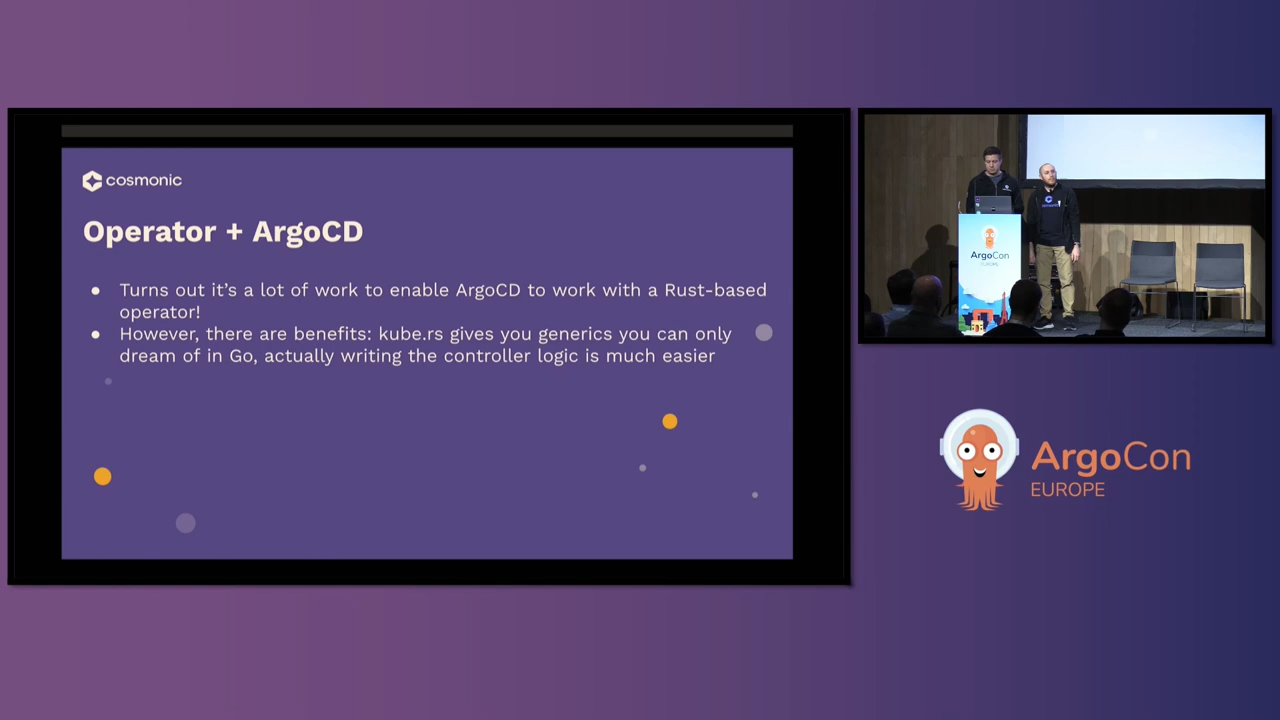 cosmonic
Operator + ArgoCD
● Turns out it’s a lot of work to enable ArgoCD to work with a Rust-based
operator!
● However, there are benefits: kube.rs gives you generics you can only
dream of in Go, actually writing the controller logic is much easier
ArgoCon
EUROPE
ArgoCon
EUROPE